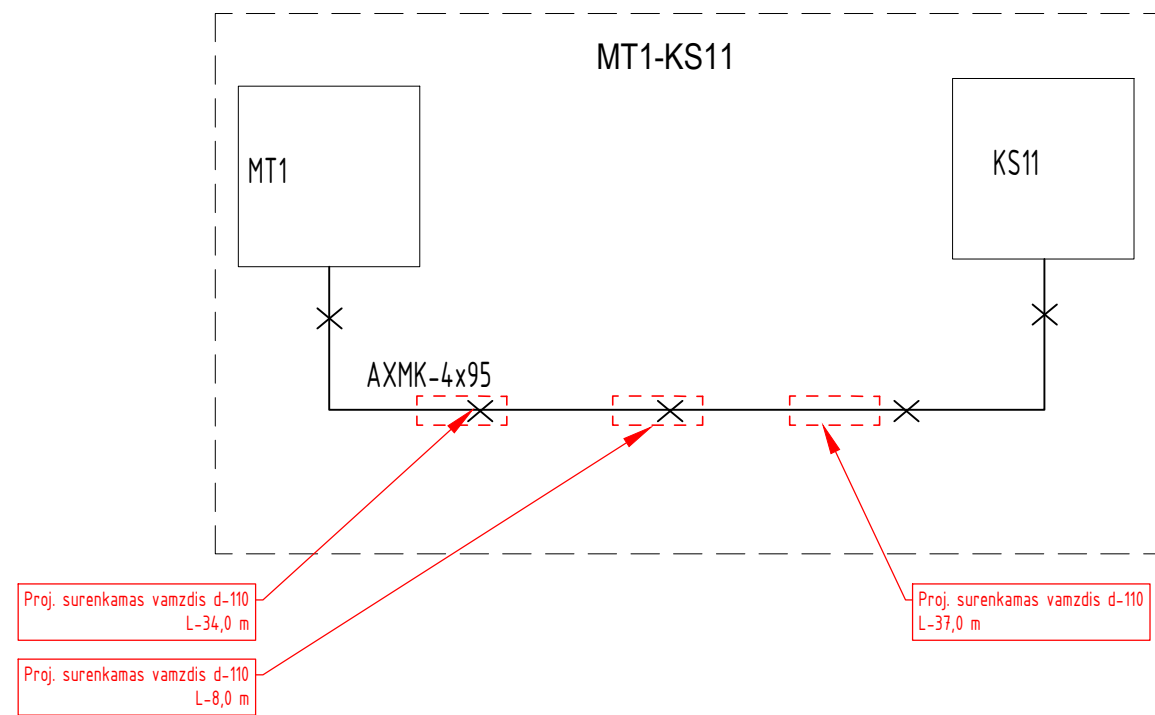 MT1-KS11
MT1
KS11
AXMK-4x95
Proj. surenkamas vamzdis d-110
L-34,0 m
Proj. surenkamas vamzdis d-110
L-37,0 m
Proj. surenkamas vamzdis d-110
L-8,0 m